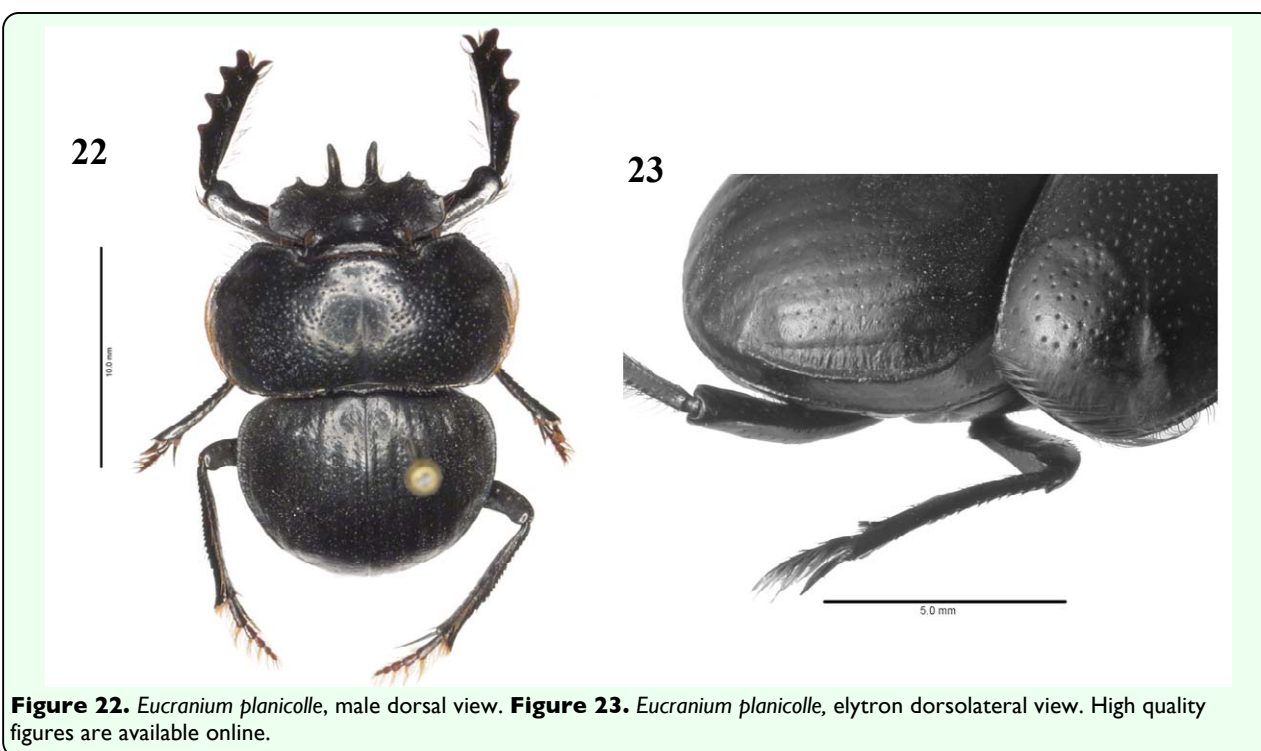 22
23
10.0 mm
5.0 mm
Figure 22. Eucranium planicolle, male dorsal view. Figure 23. Eucranium planicolle, elytron dorsolateral view. High quality
figures are available online.